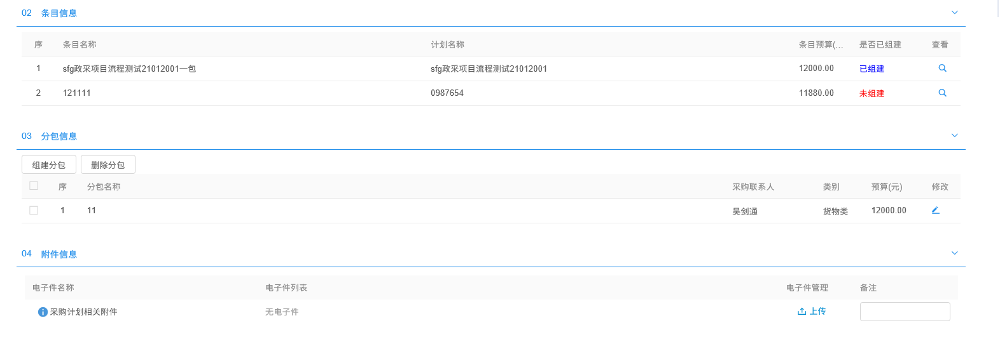 02 条目信息
序 条目名称 计划名称 条目预算(... 是否已组建 查看
1 sfg政采项目流程测试21012001一包 sfg政采项目流程测试21012001 12000.00 已组建
2 121111 0987654 11880.00 未组建
03 分包信息
组建分包 删除分包
序 分包名称 采购联系人 类别 预算(元) 修改
1 11 吴剑通 货物类 12000.00
04 附件信息
电子件名称 电子件列表 电子件管理 备注
采购计划相关附件 无电子件 上传